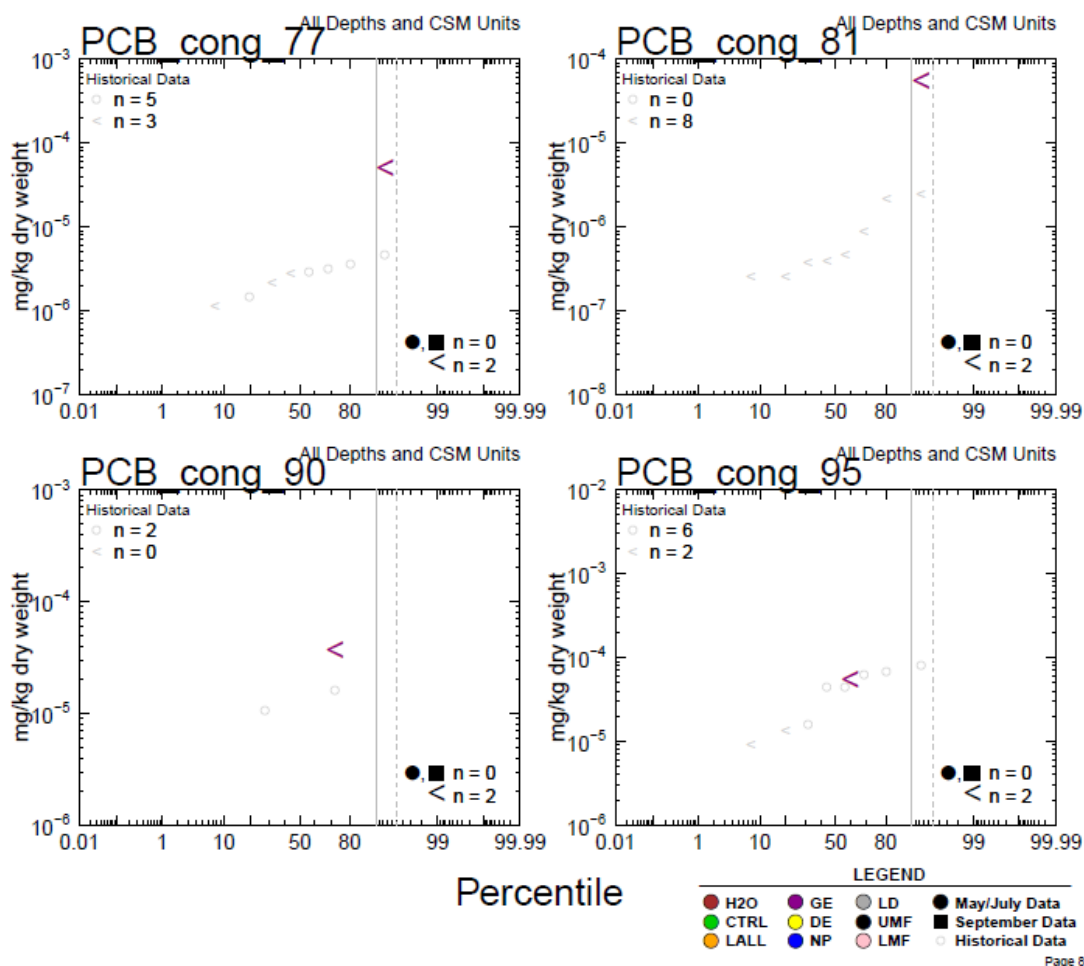 All Depths and CSM Units
PCB_cong_77
Historical Data
n = 5
< n = 3
mg/kg dry weight
10^-3
10^-4
10^-5
10^-6
10^-7
<
●, ■ n = 0
< n = 2
0.01 1 10 50 80 99 99.99
All Depths and CSM Units
PCB_cong_81
Historical Data
n = 0
< n = 8
mg/kg dry weight
10^-4
10^-5
10^-6
10^-7
10^-8
<
●, ■ n = 0
< n = 2
0.01 1 10 50 80 99 99.99
All Depths and CSM Units
PCB_cong_90
Historical Data
n = 2
< n = 0
mg/kg dry weight
10^-3
10^-4
10^-5
10^-6
<
●, ■ n = 0
< n = 2
0.01 1 10 50 80 99 99.99
All Depths and CSM Units
PCB_cong_95
Historical Data
n = 6
< n = 2
mg/kg dry weight
10^-2
10^-3
10^-4
10^-5
10^-6
<
●, ■ n = 0
< n = 2
0.01 1 10 50 80 99 99.99
Percentile
LEGEND
H2O GE LD May/July Data
CTRL DE UMF September Data
LALL NP LMF Historical Data
Page 8